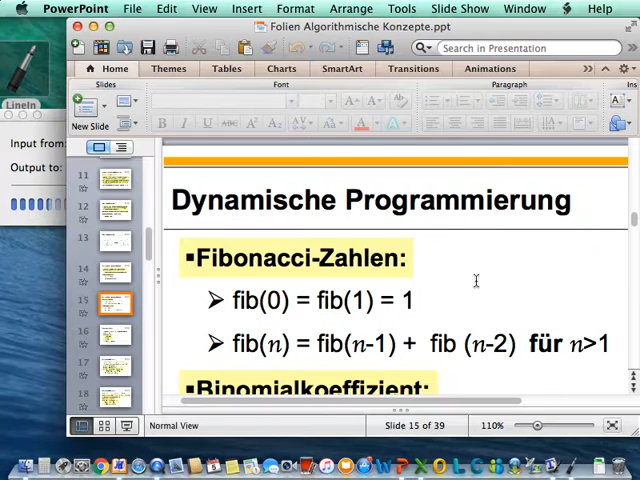 PowerPoint File Edit View Insert Format Arrange Tools Slide Show Window Help
Folien Algorithmische Konzepte.ppt
Search in Presentation
Home Themes Tables Charts SmartArt Transitions Animations
Slides Font Paragraph Ins
New Slide
LineIn
Input from:
Output to:
11
12
13
14
15
16
17
18
Dynamische Programmierung
▪Fibonacci-Zahlen:
➢ fib(0) = fib(1) = 1
➢ fib(n) = fib(n-1) + fib (n-2) für n>1
▪Binomialkoeffizient:
Normal View Slide 15 of 39 110%